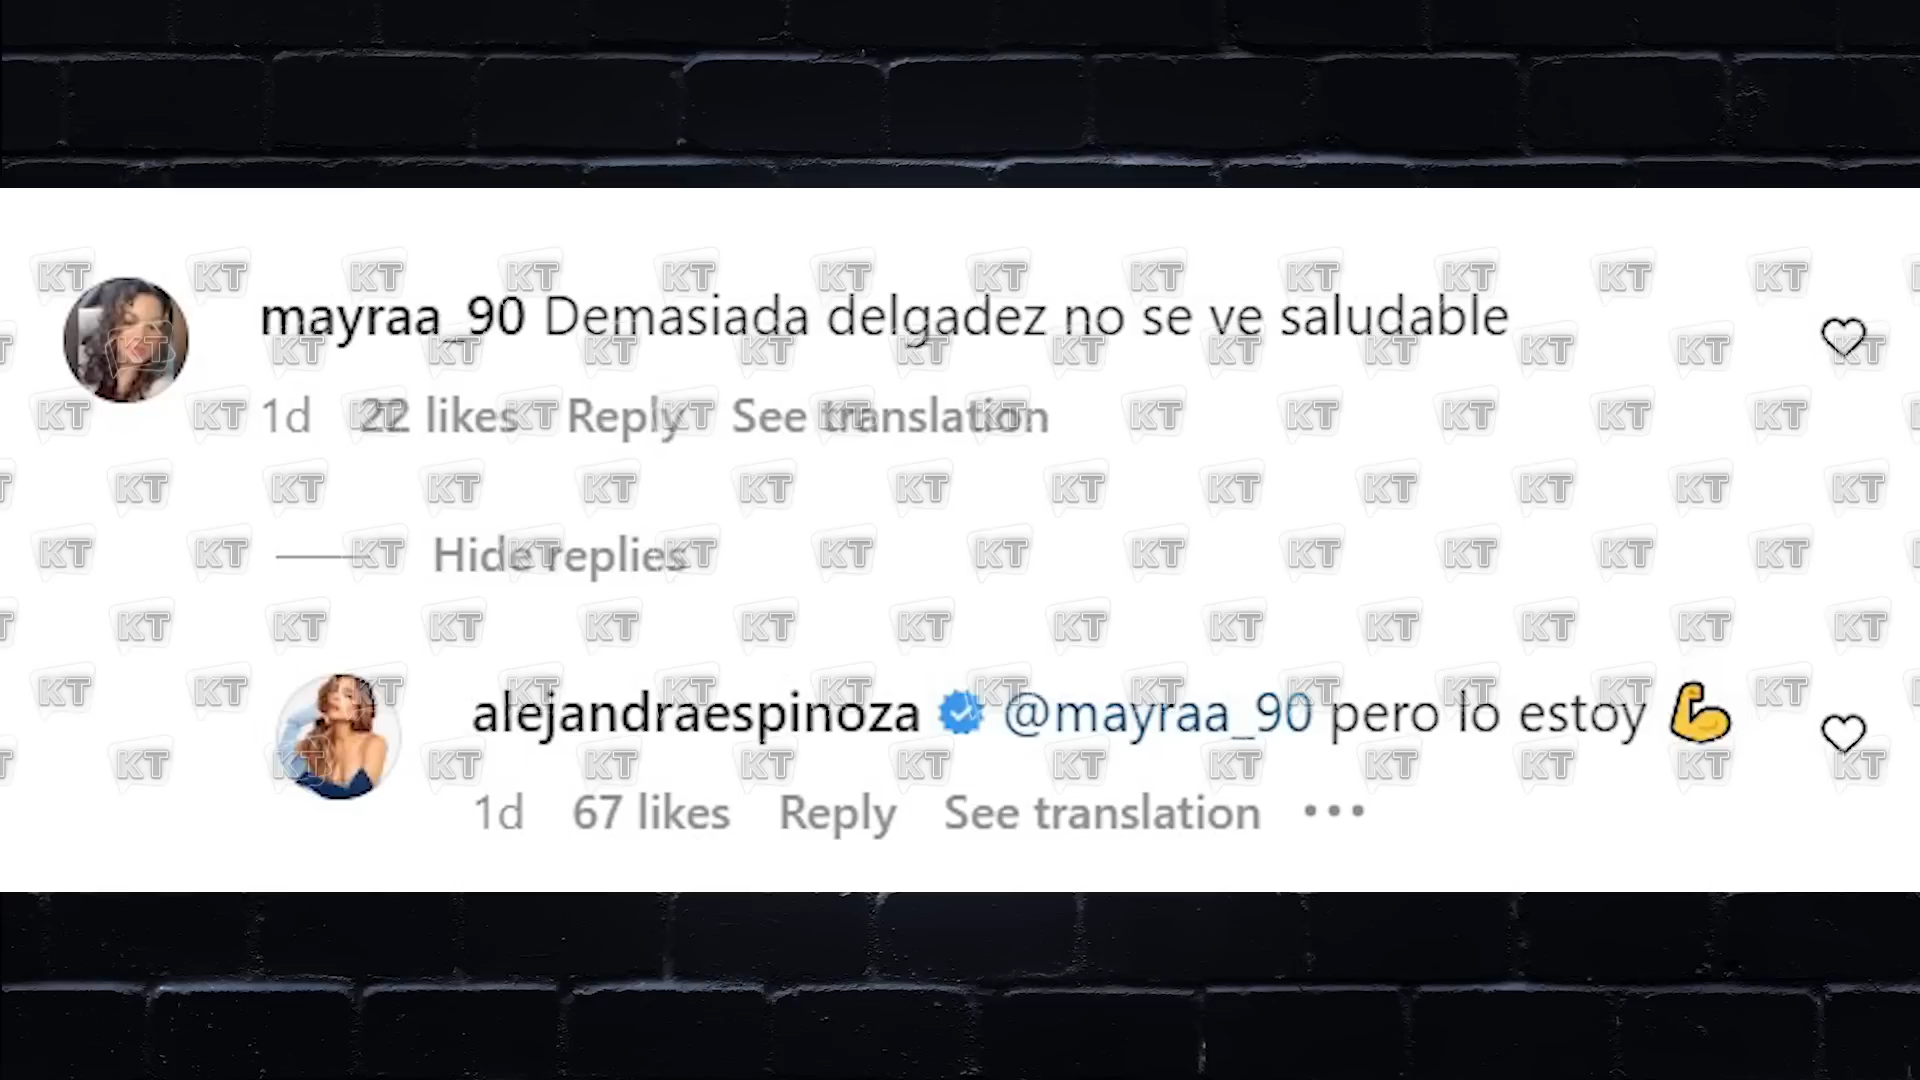 mayraa_90 Demasiada delgadez no se ve saludable
1d 22 likes Reply See translation
Hide replies
alejandraespinoza @mayraa_90 pero lo estoy 💪
1d 67 likes Reply See translation •••
KT